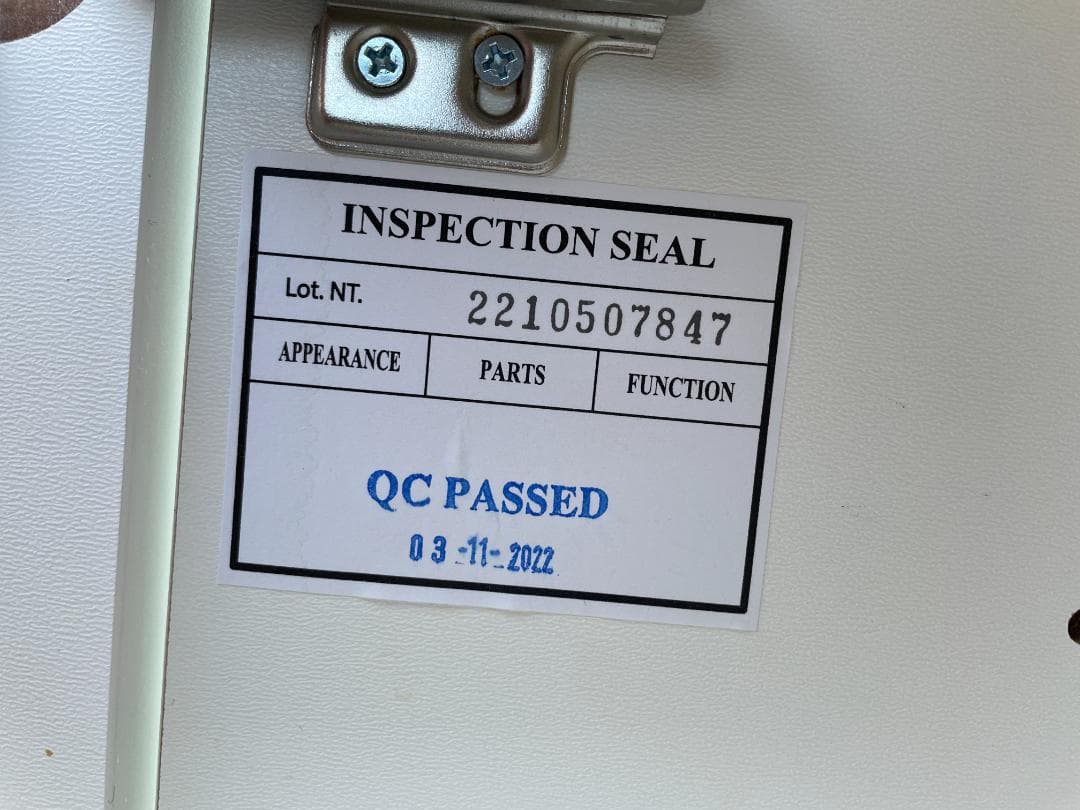 INSPECTION SEAL
Lot. NT. 2210507847
APPEARANCE PARTS FUNCTION
QC PASSED
03-11-2022